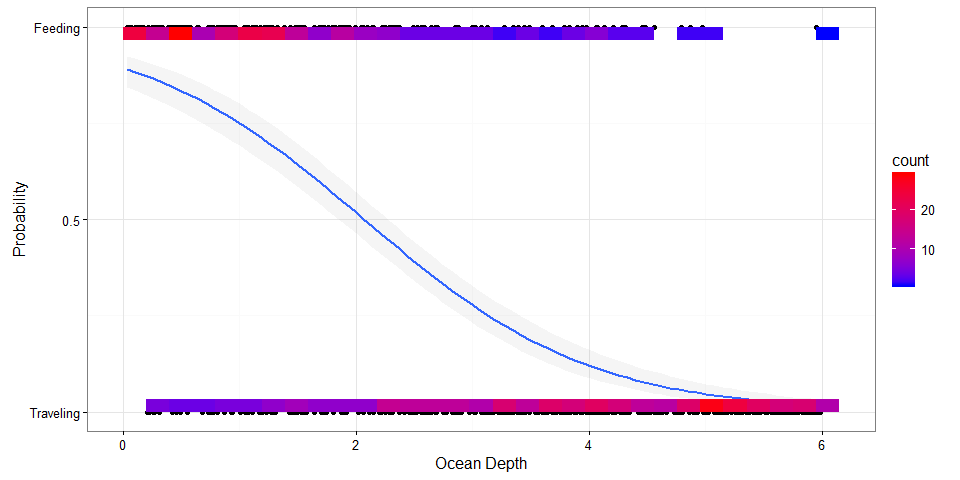 Feeding
0.5
Traveling
Probability
0
2
4
6
Ocean Depth
count
20
10